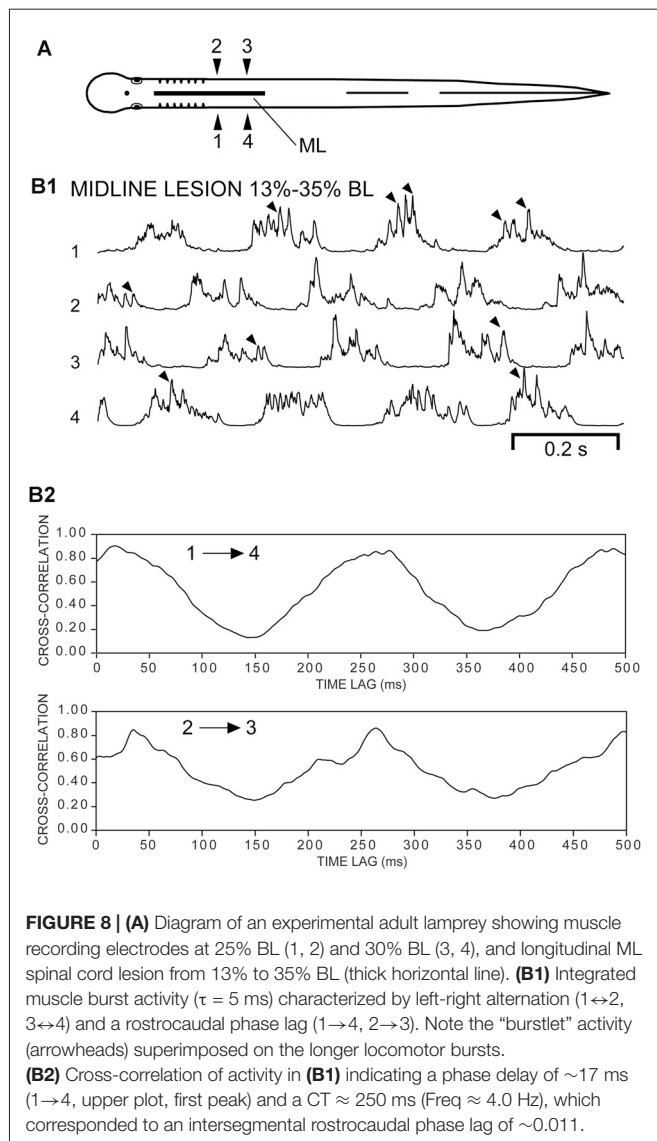 A
2 3
1 4
ML
B1 MIDLINE LESION 13%-35% BL
1
2
3
4
0.2 s
B2
CROSS-CORRELATION
1.00
0.80
0.60
0.40
0.20
0.00
1 → 4
0 50 100 150 200 250 300 350 400 450 500
TIME LAG (ms)
CROSS-CORRELATION
1.00
0.80
0.60
0.40
0.20
0.00
2 → 3
0 50 100 150 200 250 300 350 400 450 500
TIME LAG (ms)
FIGURE 8 | (A) Diagram of an experimental adult lamprey showing muscle
recording electrodes at 25% BL (1, 2) and 30% BL (3, 4), and longitudinal ML
spinal cord lesion from 13% to 35% BL (thick horizontal line). (B1) Integrated
muscle burst activity (τ = 5 ms) characterized by left-right alternation (1↔2,
3↔4) and a rostrocaudal phase lag (1→4, 2→3). Note the “burstlet” activity
(arrowheads) superimposed on the longer locomotor bursts.
(B2) Cross-correlation of activity in (B1) indicating a phase delay of ∼17 ms
(1→4, upper plot, first peak) and a CT ≈ 250 ms (Freq ≈ 4.0 Hz), which
corresponded to an intersegmental rostrocaudal phase lag of ∼0.011.